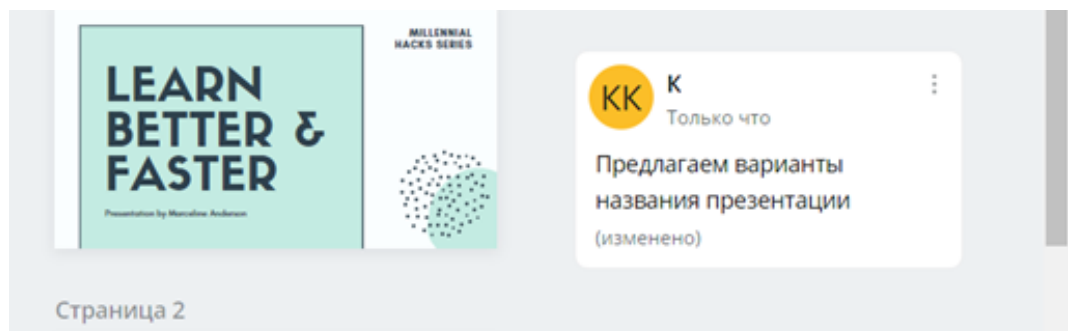 MILLENNIAL
HACKS SERIES
LEARN
BETTER &
FASTER
Presentation by Marceline Anderson
KK
K
Только что
Предлагаем варианты
названия презентации
(изменено)
Страница 2